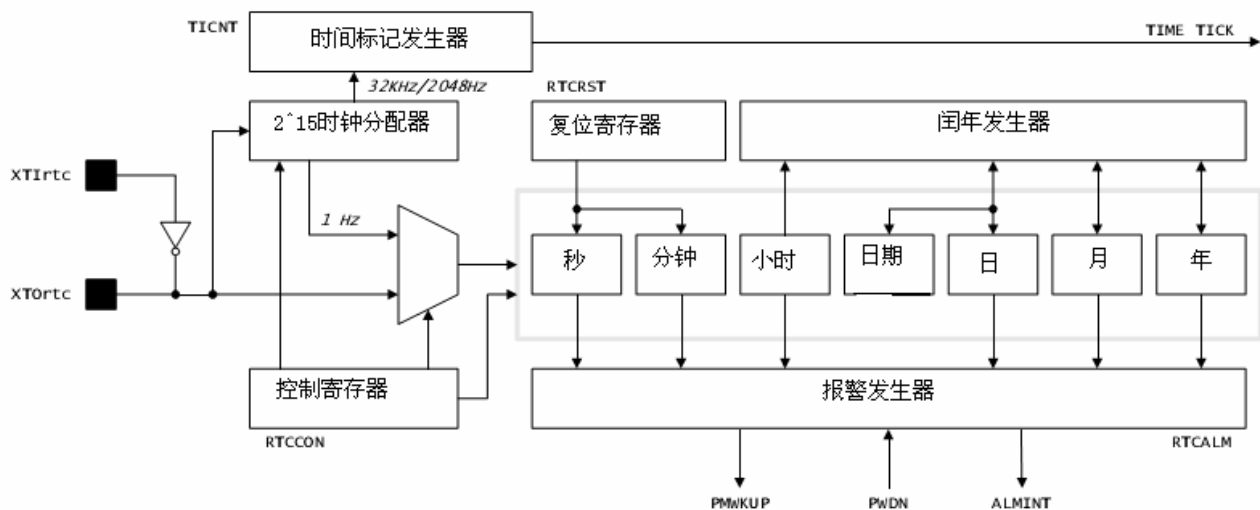 TICNT
时间标记发生器
TIME TICK
32KHz/2048Hz
RTCRST
2^15时钟分配器
复位寄存器
闰年发生器
XTIrtc
1 Hz
秒
分钟
小时
日期
日
月
年
XTOrtc
控制寄存器
报警发生器
RTCCON
RTCALM
PMWKUP
PWDN
ALMINT